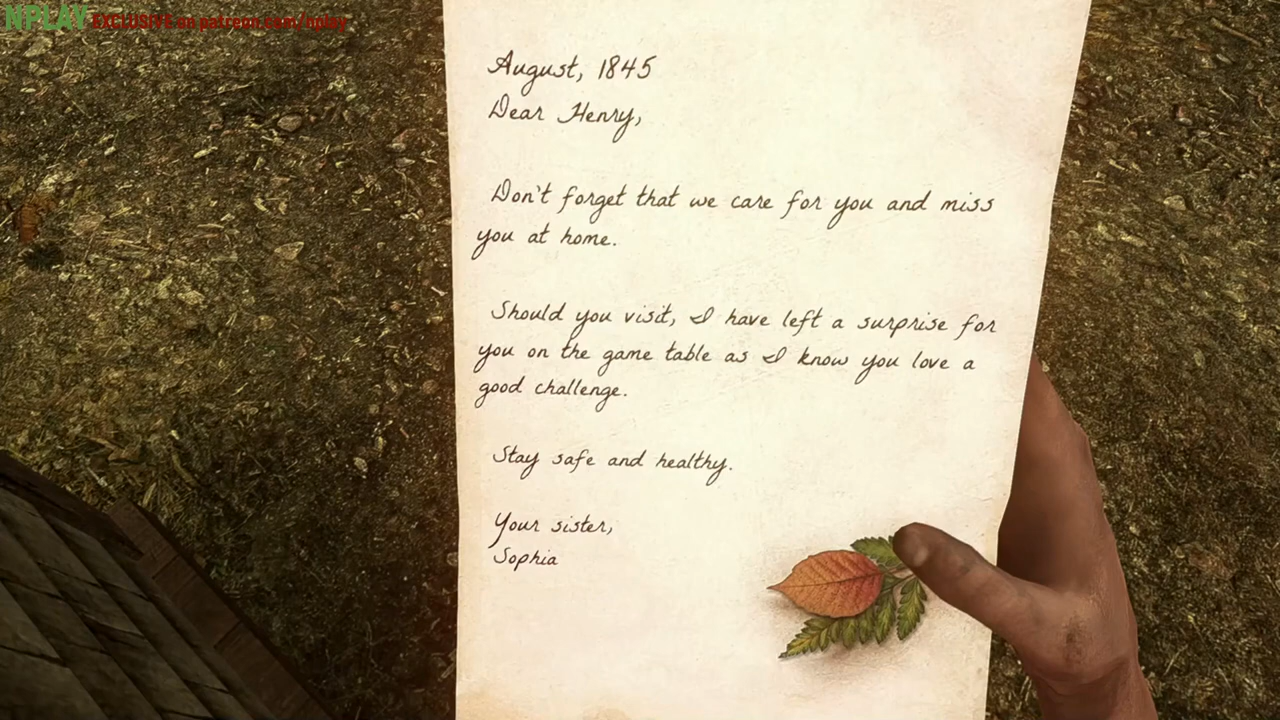 NPLAY EXCLUSIVE on patreon.com/nplay
August, 1845
Dear Henry,
Don't forget that we care for you and miss
you at home.
Should you visit, I have left a surprise for
you on the game table as I know you love a
good challenge.
Stay safe and healthy.
Your sister,
Sophia